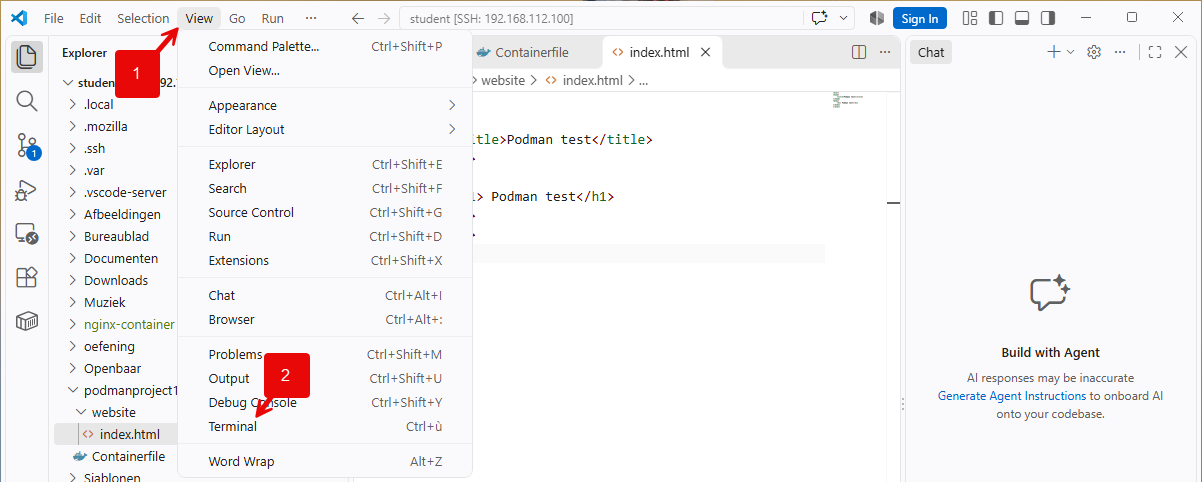 File Edit Selection View Go Run ··· student [SSH: 192.168.112.100] Sign In
1
Explorer
.local
.mozilla
.ssh
.var
.vscode-server
Afbeeldingen
Bureaublad
Documenten
Downloads
Muziek
nginx-container
oefening
Openbaar
podmanproject1
website
index.html
Containerfile
Sjablonen
1
Command Palette... Ctrl+Shift+P
Open View...
Appearance
Editor Layout
Explorer Ctrl+Shift+E
Search Ctrl+Shift+F
Source Control Ctrl+Shift+G
Run Ctrl+Shift+D
Extensions Ctrl+Shift+X
Chat Ctrl+Alt+I
Browser Ctrl+Alt+:
Problems Ctrl+Shift+M
Output Ctrl+Shift+U
2
Debug Console Ctrl+Shift+Y
Terminal Ctrl+ù
Word Wrap Alt+Z
Containerfile index.html
website > index.html > ...
itle>Podman test</title>
> Podman test</h1>
Chat
Build with Agent
AI responses may be inaccurate
Generate Agent Instructions to onboard AI
onto your codebase.